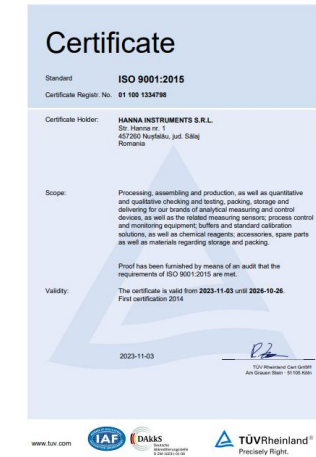 Certificate
Standard ISO 9001:2015
Certificate Registr. No. 01 100 1334798
Certificate Holder: HANNA INSTRUMENTS S.R.L.
Str. Hanna nr. 1
457260 Nușfalău, jud. Sălaj
Romania
Scope: Processing, assembling and production, as well as quantitative
and qualitative checking and testing, packing, storage and
delivering for our brands of analytical measuring and control
devices, as well as the related measuring sensors; process control
and monitoring equipment; buffers and standard calibration
solutions, as well as chemical reagents; accessories, spare parts
as well as materials regarding storage and packing.
Proof has been furnished by means of an audit that the
requirements of ISO 9001:2015 are met.
Validity: The certificate is valid from 2023-11-03 until 2026-10-26.
First certification 2014
2023-11-03
TÜV Rheinland Cert GmbH
Am Grauen Stein · 51105 Köln
www.tuv.com
IAF
DAkkS
Deutsche
Akkreditierungsstelle
TÜVRheinland®
Precisely Right.